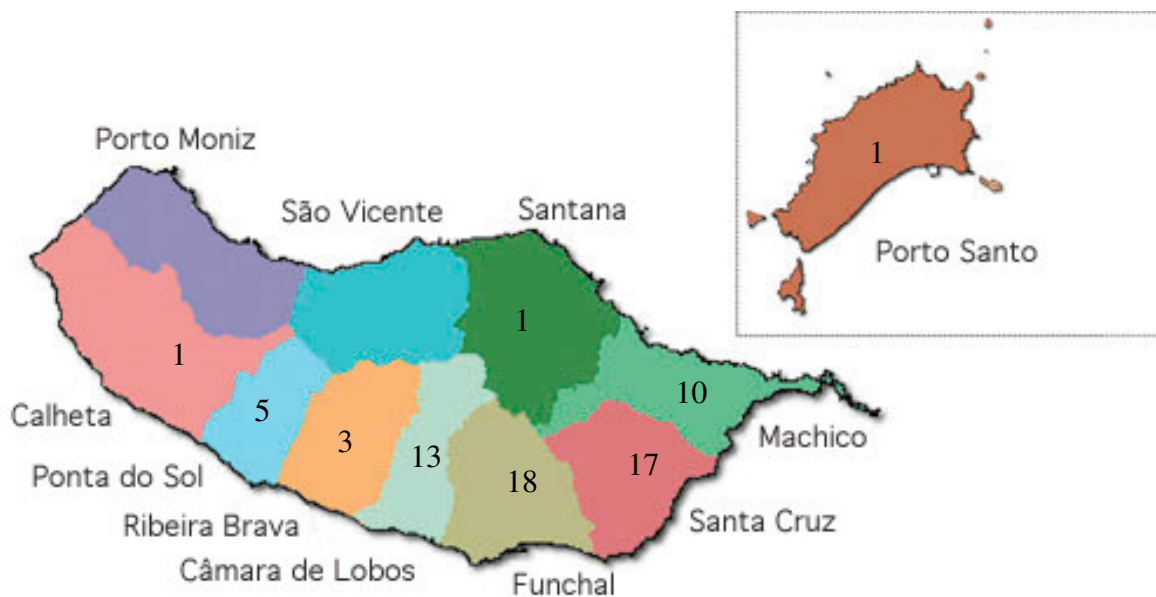 Porto Moniz
São Vicente
Santana
1
Porto Santo
1
1
10
5
3
13
17
18
Calheta
Machico
Ponta do Sol
Ribeira Brava
Santa Cruz
Câmara de Lobos
Funchal